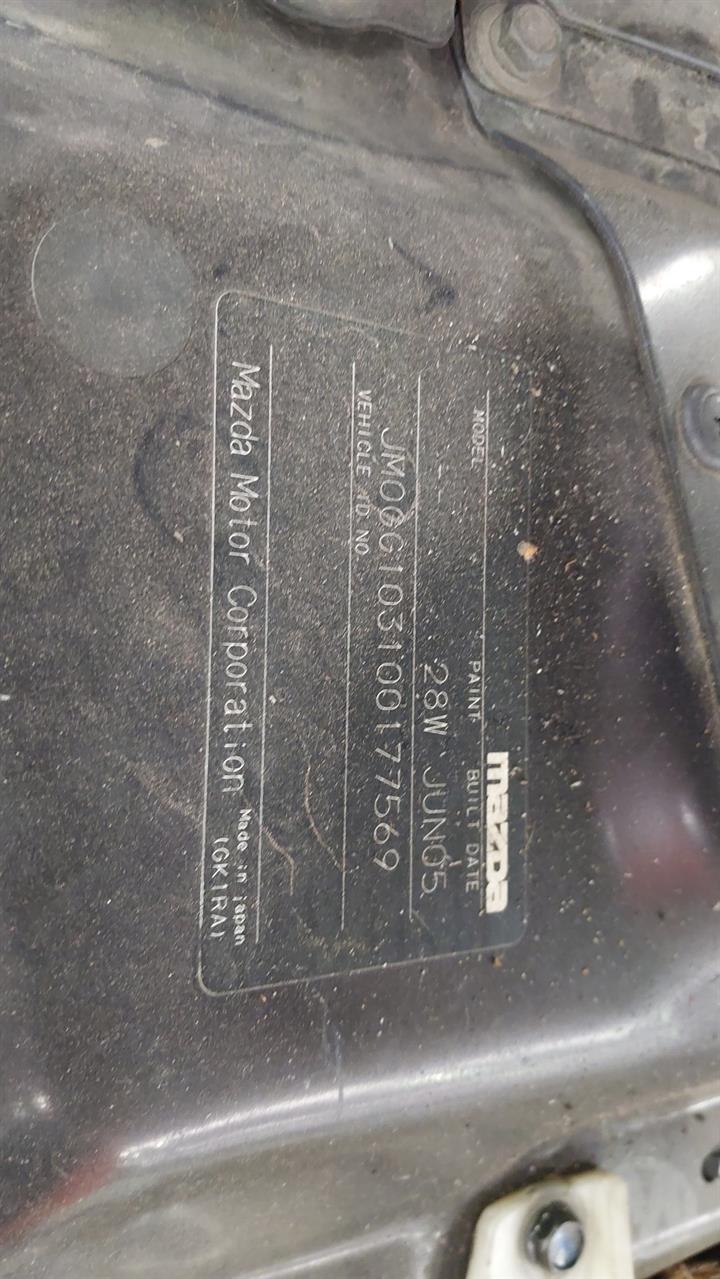 mazda
MODEL PAINT BUILT DATE
-- 28W JUN05
JM0GG103100177569
VEHICLE ID NO.
Mazda Motor Corporation Made in japan
(GK1RA)